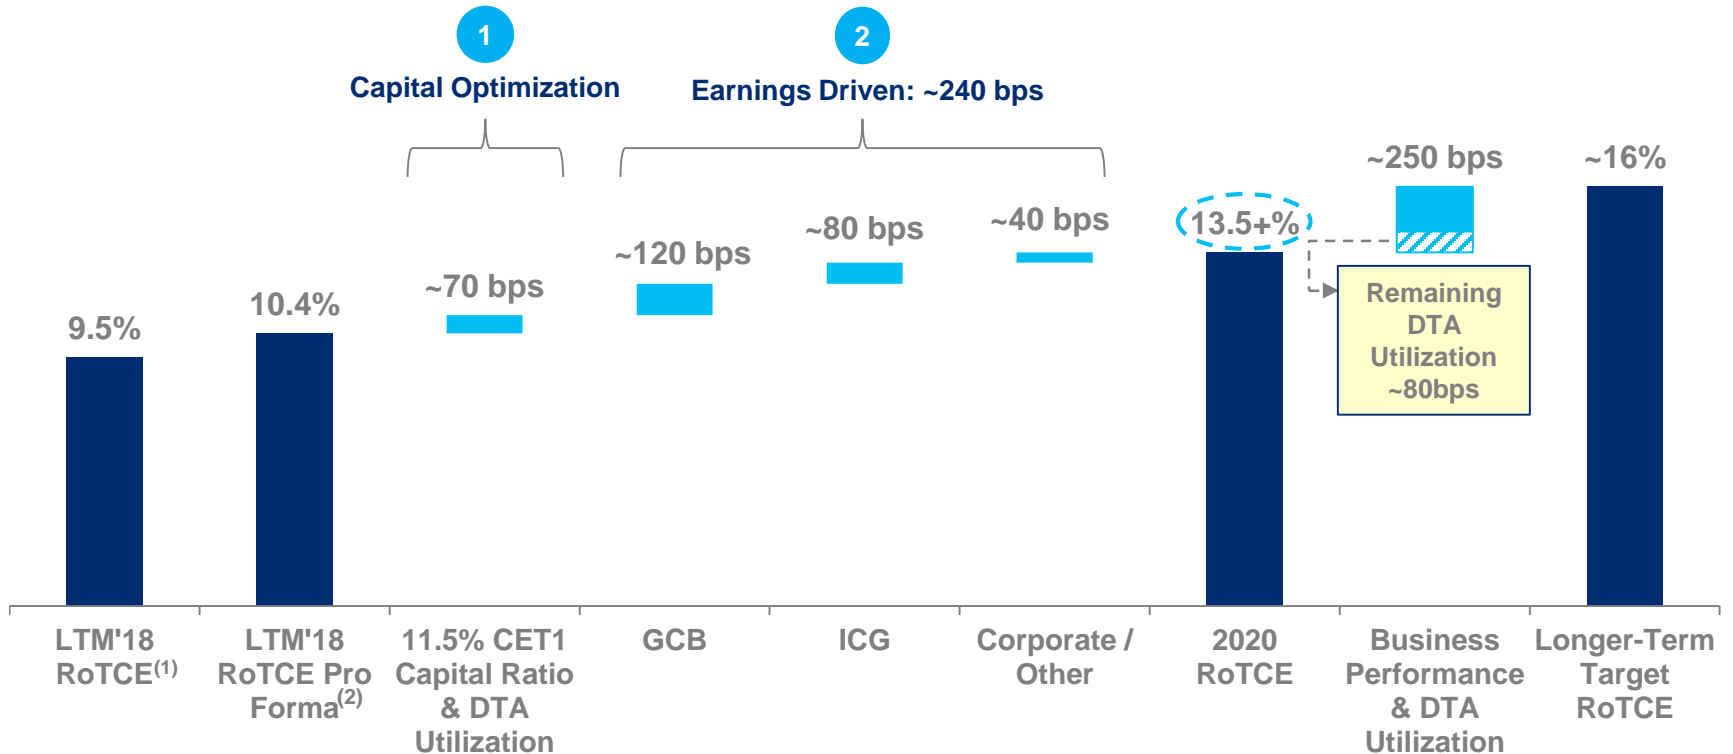 1
2
Capital Optimization
Earnings Driven: ~240 bps
9.5%
10.4%
~70 bps
~120 bps
~80 bps
~40 bps
13.5+%
~250 bps
~16%
Remaining
DTA
Utilization
~80bps
LTM'18
RoTCE(1)
LTM'18
RoTCE Pro
Forma(2)
11.5% CET1
Capital Ratio
& DTA
Utilization
GCB
ICG
Corporate /
Other
2020
RoTCE
Business
Performance
& DTA
Utilization
Longer-Term
Target
RoTCE